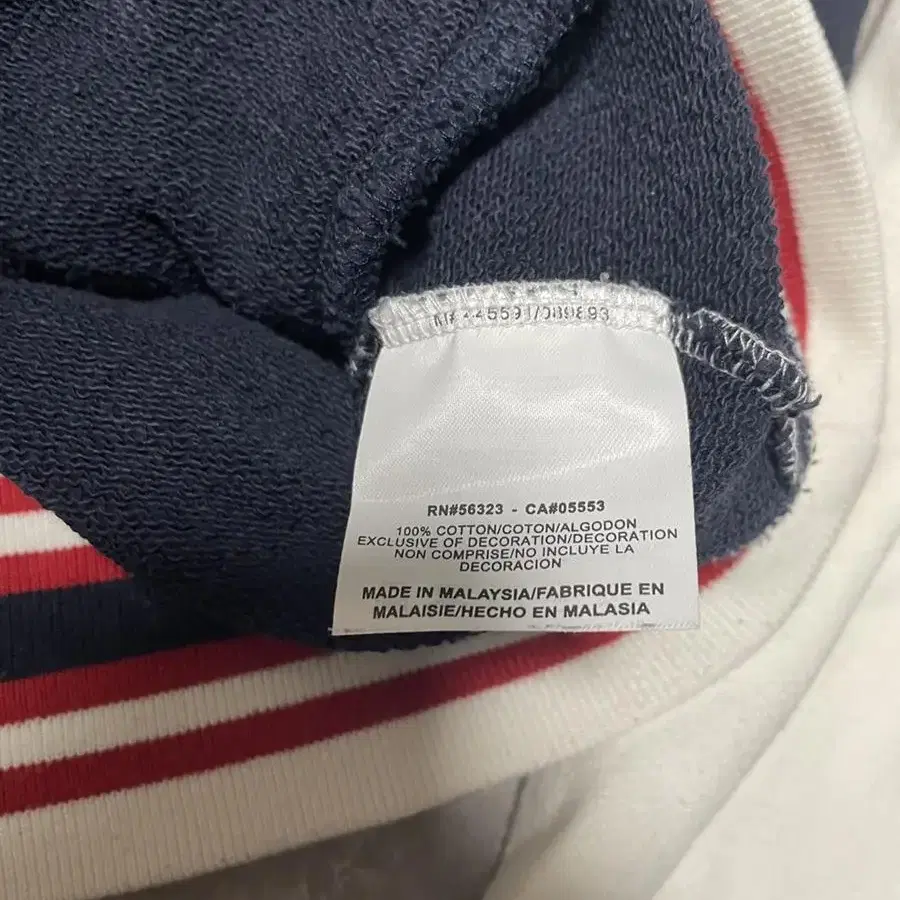 RN#56323 - CA#05553
100% COTTON/COTON/ALGODON
EXCLUSIVE OF DECORATION/DECORATION
NON COMPRISE/NO INCLUYE LA
DECORACION
MADE IN MALAYSIA/FABRIQUE EN
MALAISIE/HECHO EN MALASIA